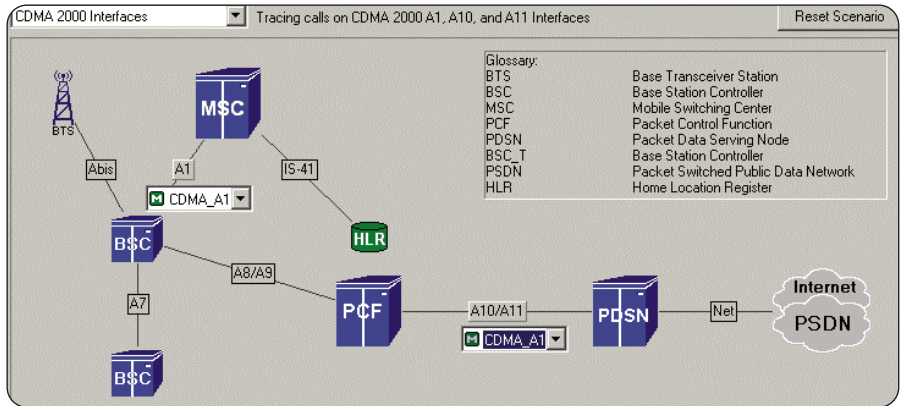 CDMA 2000 Interfaces
Tracing calls on CDMA 2000 A1, A10, and A11 Interfaces
Reset Scenario
Glossary:
BTS Base Transceiver Station
BSC Base Station Controller
MSC Mobile Switching Center
PCF Packet Control Function
PDSN Packet Data Serving Node
BSC_T Base Station Controller
PSDN Packet Switched Public Data Network
HLR Home Location Register
BTS
MSC
Abis
A1
IS-41
M CDMA_A1
BSC
HLR
A8/A9
A7
PCF
A10/A11
M CDMA_A1
PDSN
Net
Internet
PSDN
BSC